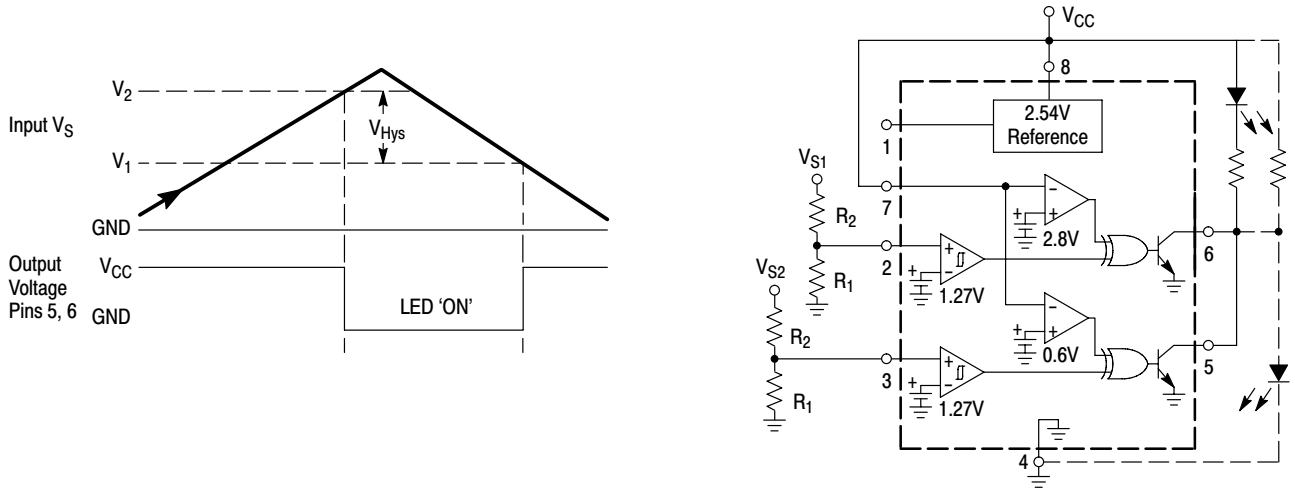 V2
Input VS
VHys
V1
GND
Output
Voltage
Pins 5, 6
VCC
GND
LED 'ON'
VCC
8
2.54V
Reference
1
VS1
7
R2
2.8V
6
2
VS2
R1
1.27V
R2
0.6V
5
3
R1
1.27V
4